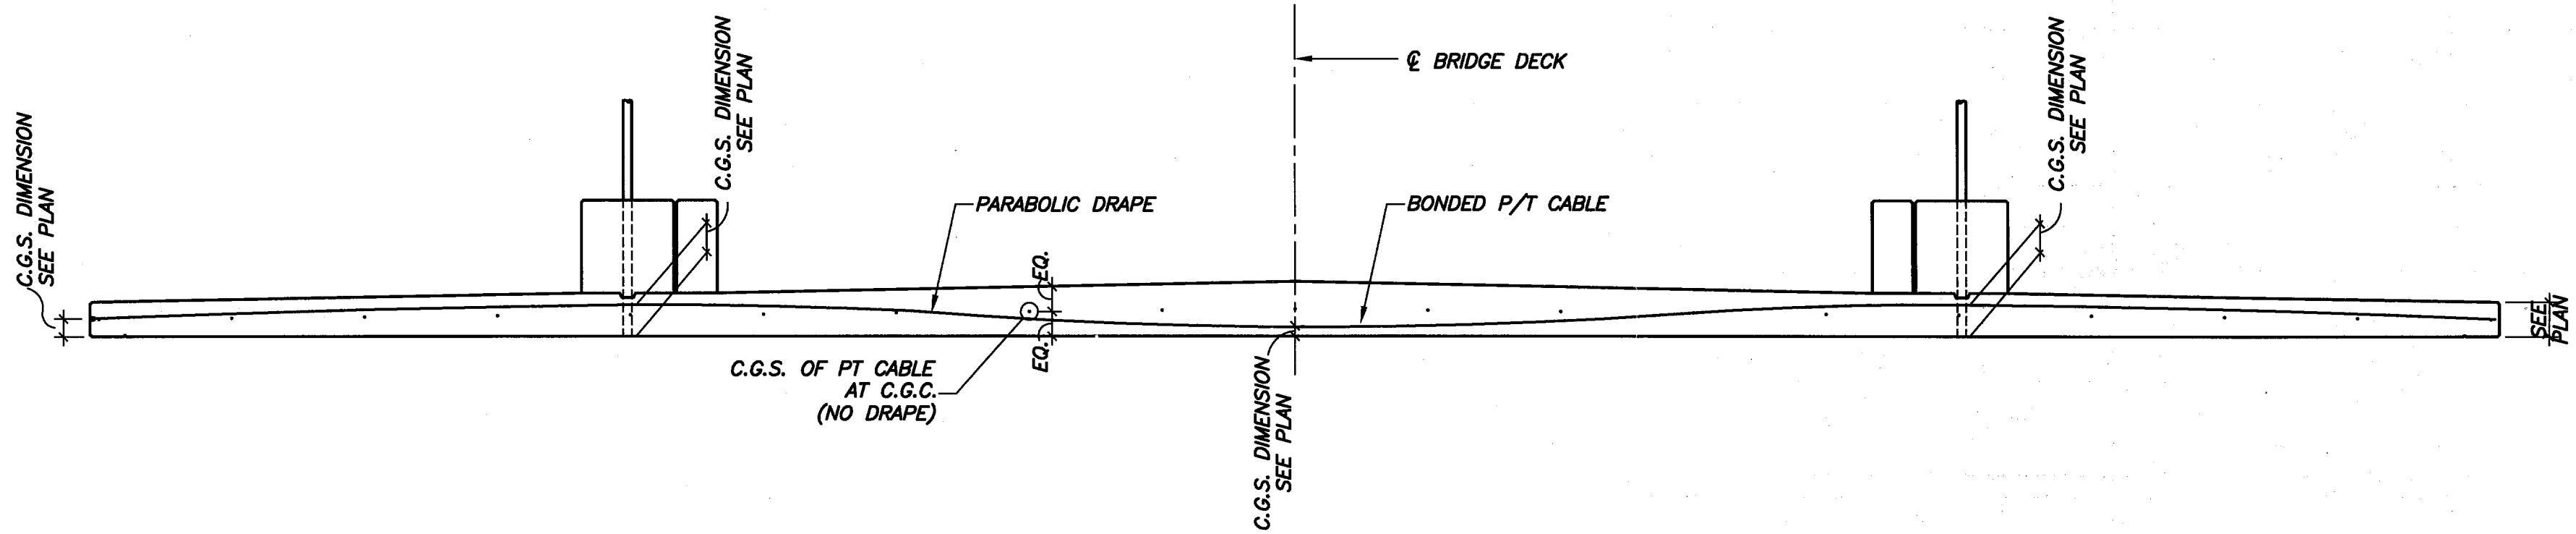 C.G.S. DIMENSION
SEE PLAN
C.G.S. DIMENSION
SEE PLAN
℄ BRIDGE DECK
C.G.S. DIMENSION
SEE PLAN
PARABOLIC DRAPE
BONDED P/T CABLE
EQ.
EQ.
C.G.S. OF PT CABLE
AT C.G.C.
(NO DRAPE)
C.G.S. DIMENSION
SEE PLAN
SEE
PLAN